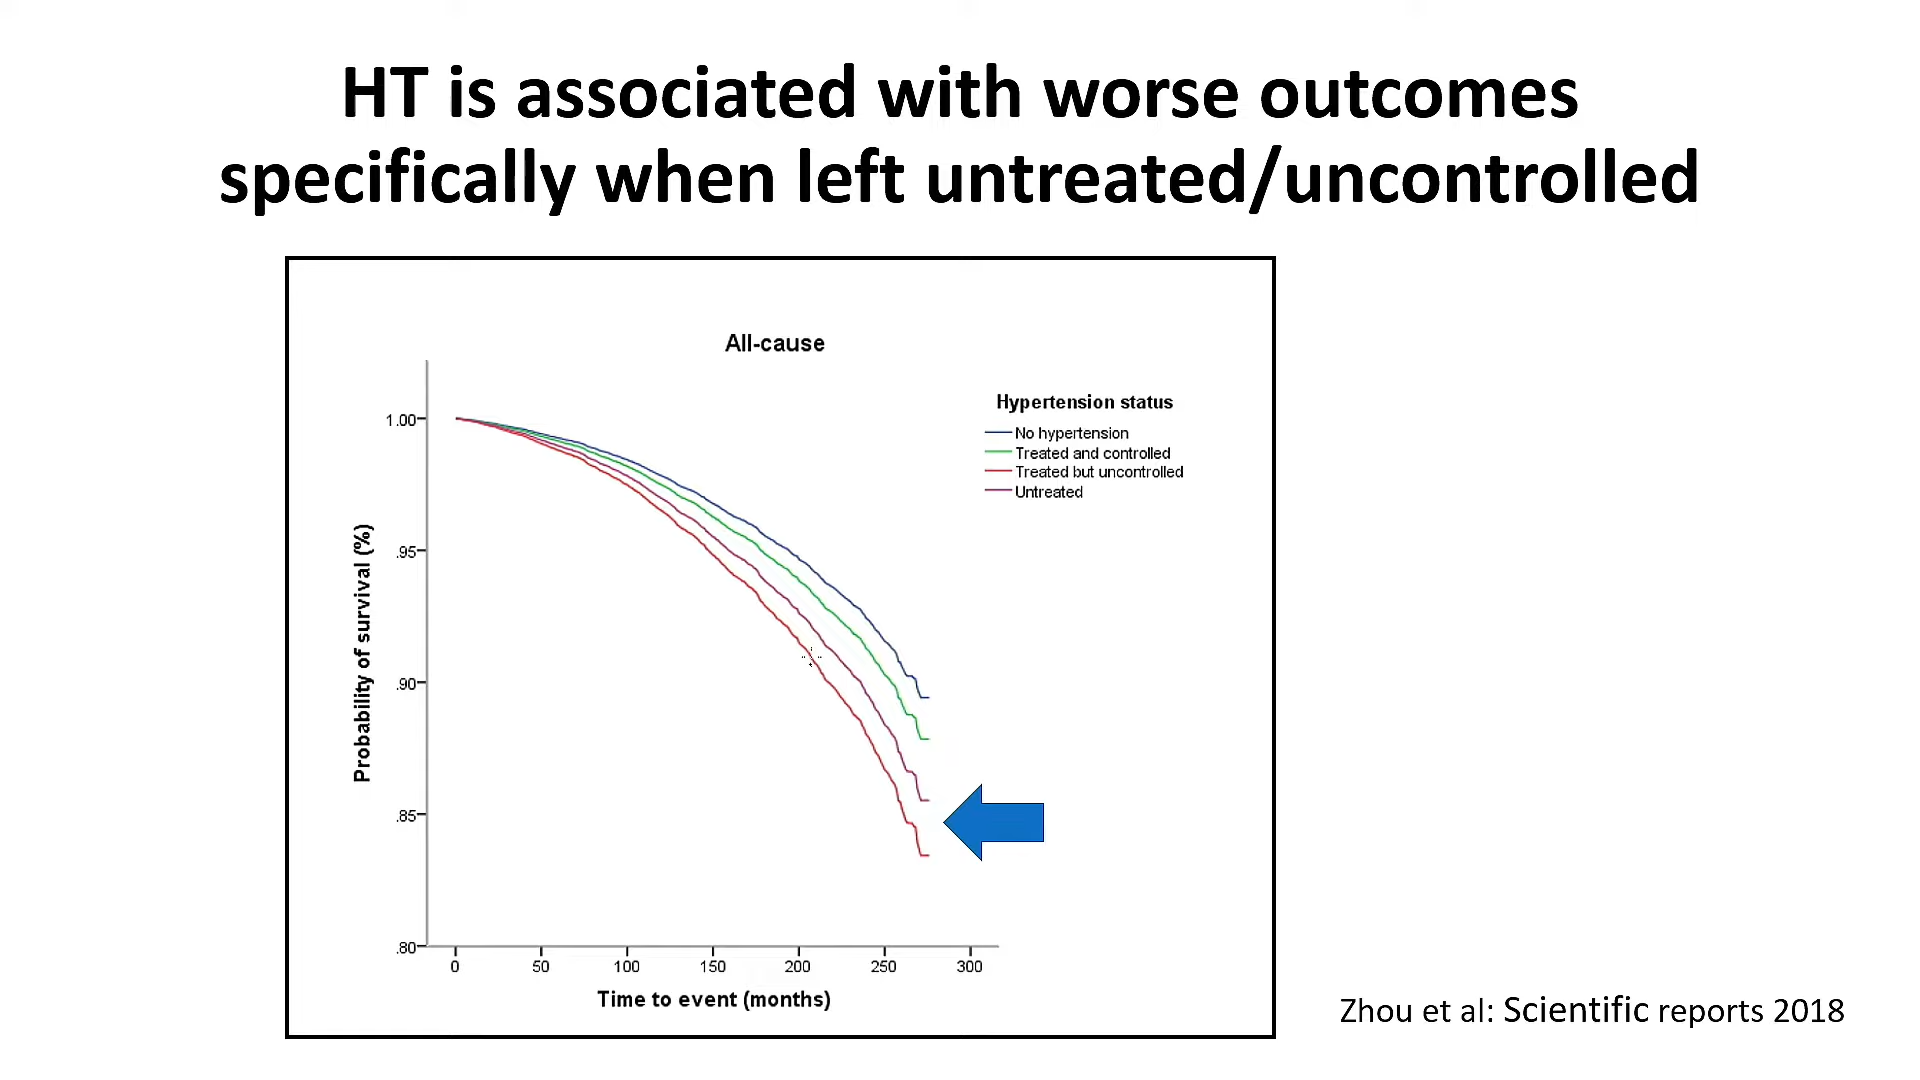 HT is associated with worse outcomes
specifically when left untreated/uncontrolled
All-cause
Hypertension status
No hypertension
Treated and controlled
Treated but uncontrolled
Untreated
Probability of survival (%)
1.00
.95
.90
.85
.80
0 50 100 150 200 250 300
Time to event (months)
Zhou et al: Scientific reports 2018